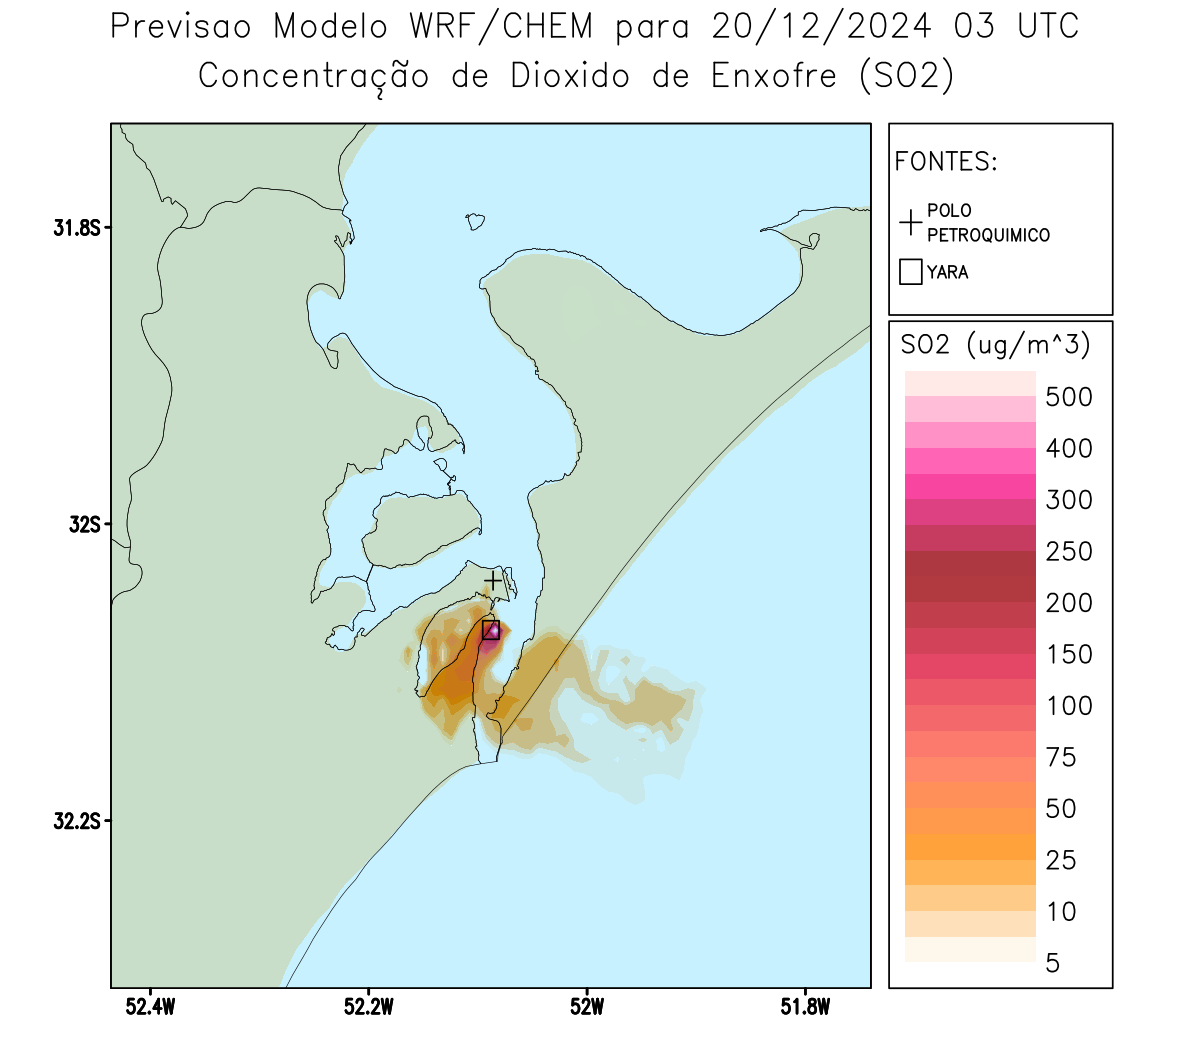 Previsao Modelo WRF/CHEM para 20/12/2024 03 UTC
Concentração de Dioxido de Enxofre (SO2)
FONTES:
POLO
PETROQUIMICO
YARA
31.8S
32S
32.2S
52.4W
52.2W
52W
51.8W
SO2 (ug/m^3)
500
400
300
250
200
150
100
75
50
25
10
5